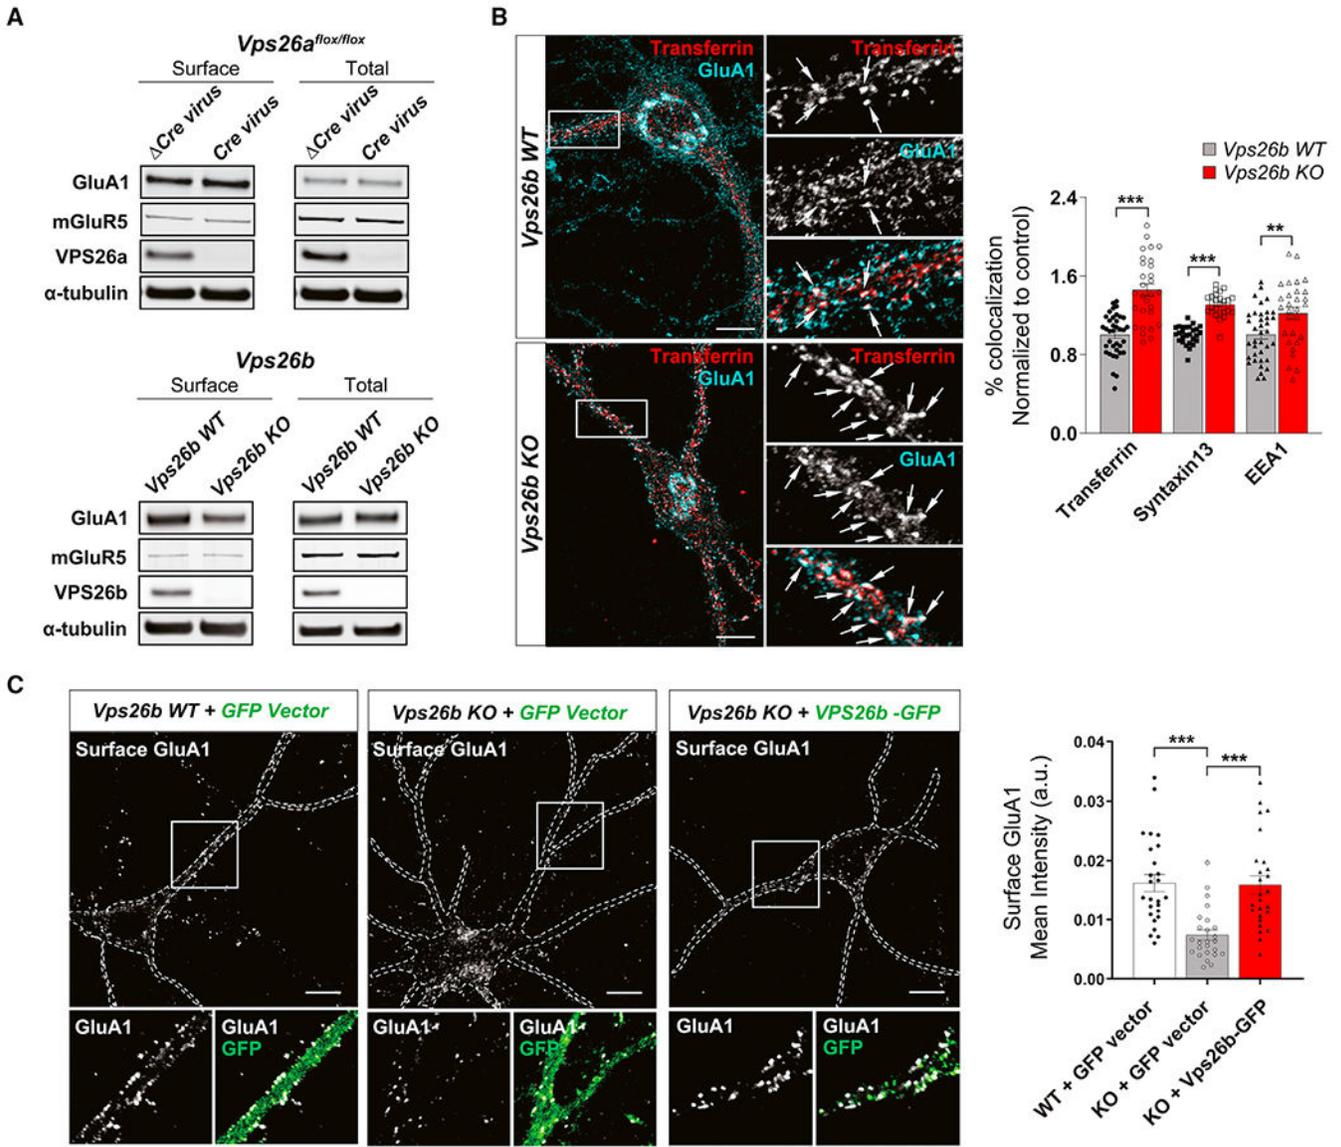 A
Vps26a flox/flox
Surface Total
ΔCre virus Cre virus ΔCre virus Cre virus
GluA1
mGluR5
VPS26a
α-tubulin
Vps26b
Surface Total
Vps26b WT Vps26b KO Vps26b WT Vps26b KO
GluA1
mGluR5
VPS26b
α-tubulin
B
Vps26b WT
Transferrin
GluA1
Transferrin
GluA1
Vps26b KO
Transferrin
GluA1
Transferrin
GluA1
Vps26b WT
Vps26b KO
% colocalization
Normalized to control)
2.4
1.6
0.8
0.0
*** *** **
Transferrin Syntaxin13 EEA1
C
Vps26b WT + GFP Vector
Vps26b KO + GFP Vector
Vps26b KO + VPS26b -GFP
Surface GluA1
Surface GluA1
Surface GluA1
GluA1
GluA1
GFP
GluA1
GluA1
GFP
GluA1
GluA1
GFP
Surface GluA1
Mean Intensity (a.u.)
0.04
0.03
0.02
0.01
0.00
*** ***
WT + GFP vector
KO + GFP vector
KO + Vps26b-GFP